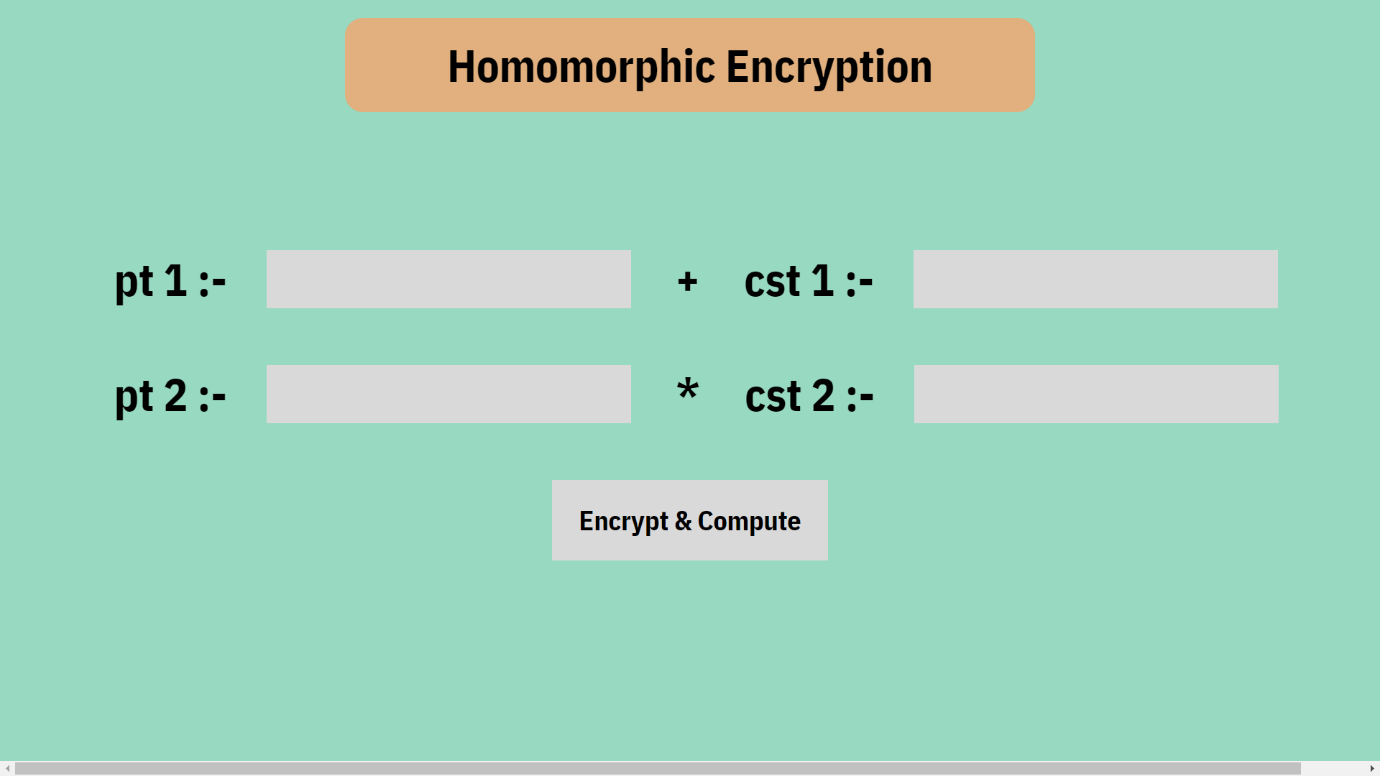 Homomorphic Encryption
pt 1 :- + cst 1 :-
pt 2 :- * cst 2 :-
Encrypt & Compute